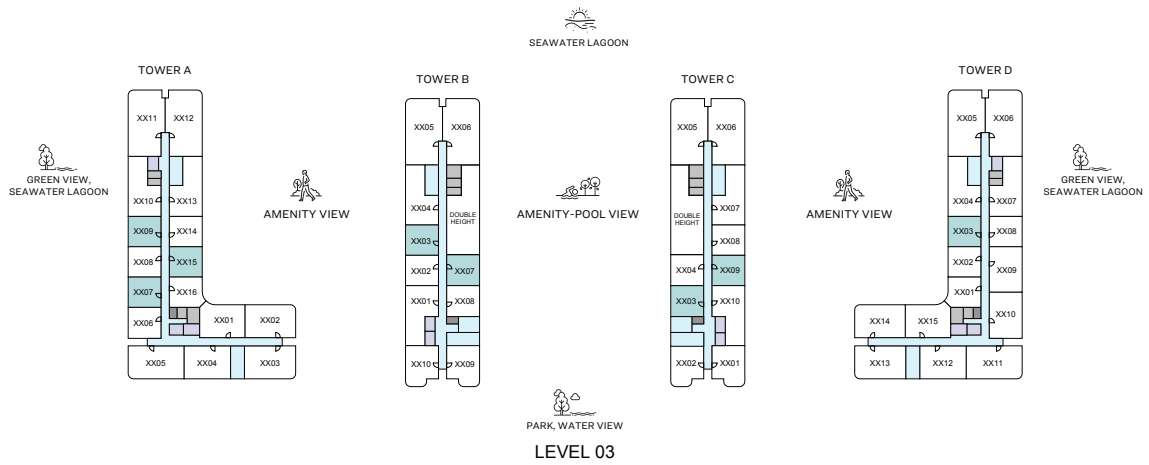 SEAWATER LAGOON
TOWER A
TOWER B
TOWER C
TOWER D
GREEN VIEW,
SEAWATER LAGOON
AMENITY VIEW
AMENITY-POOL VIEW
AMENITY VIEW
GREEN VIEW,
SEAWATER LAGOON
XX11 XX12
XX10 XX13
XX09 XX14
XX08 XX15
XX07 XX16
XX06 XX01 XX02
XX05 XX04 XX03
XX05 XX06
XX04
DOUBLE
HEIGHT
XX03
XX02 XX07
XX01 XX08
XX10 XX09
XX05 XX06
XX07
DOUBLE
HEIGHT
XX08
XX04 XX09
XX03 XX10
XX02 XX01
XX05 XX06
XX04 XX07
XX03 XX08
XX02 XX09
XX01
XX10
XX14 XX15
XX13 XX12 XX11
PARK, WATER VIEW
LEVEL 03